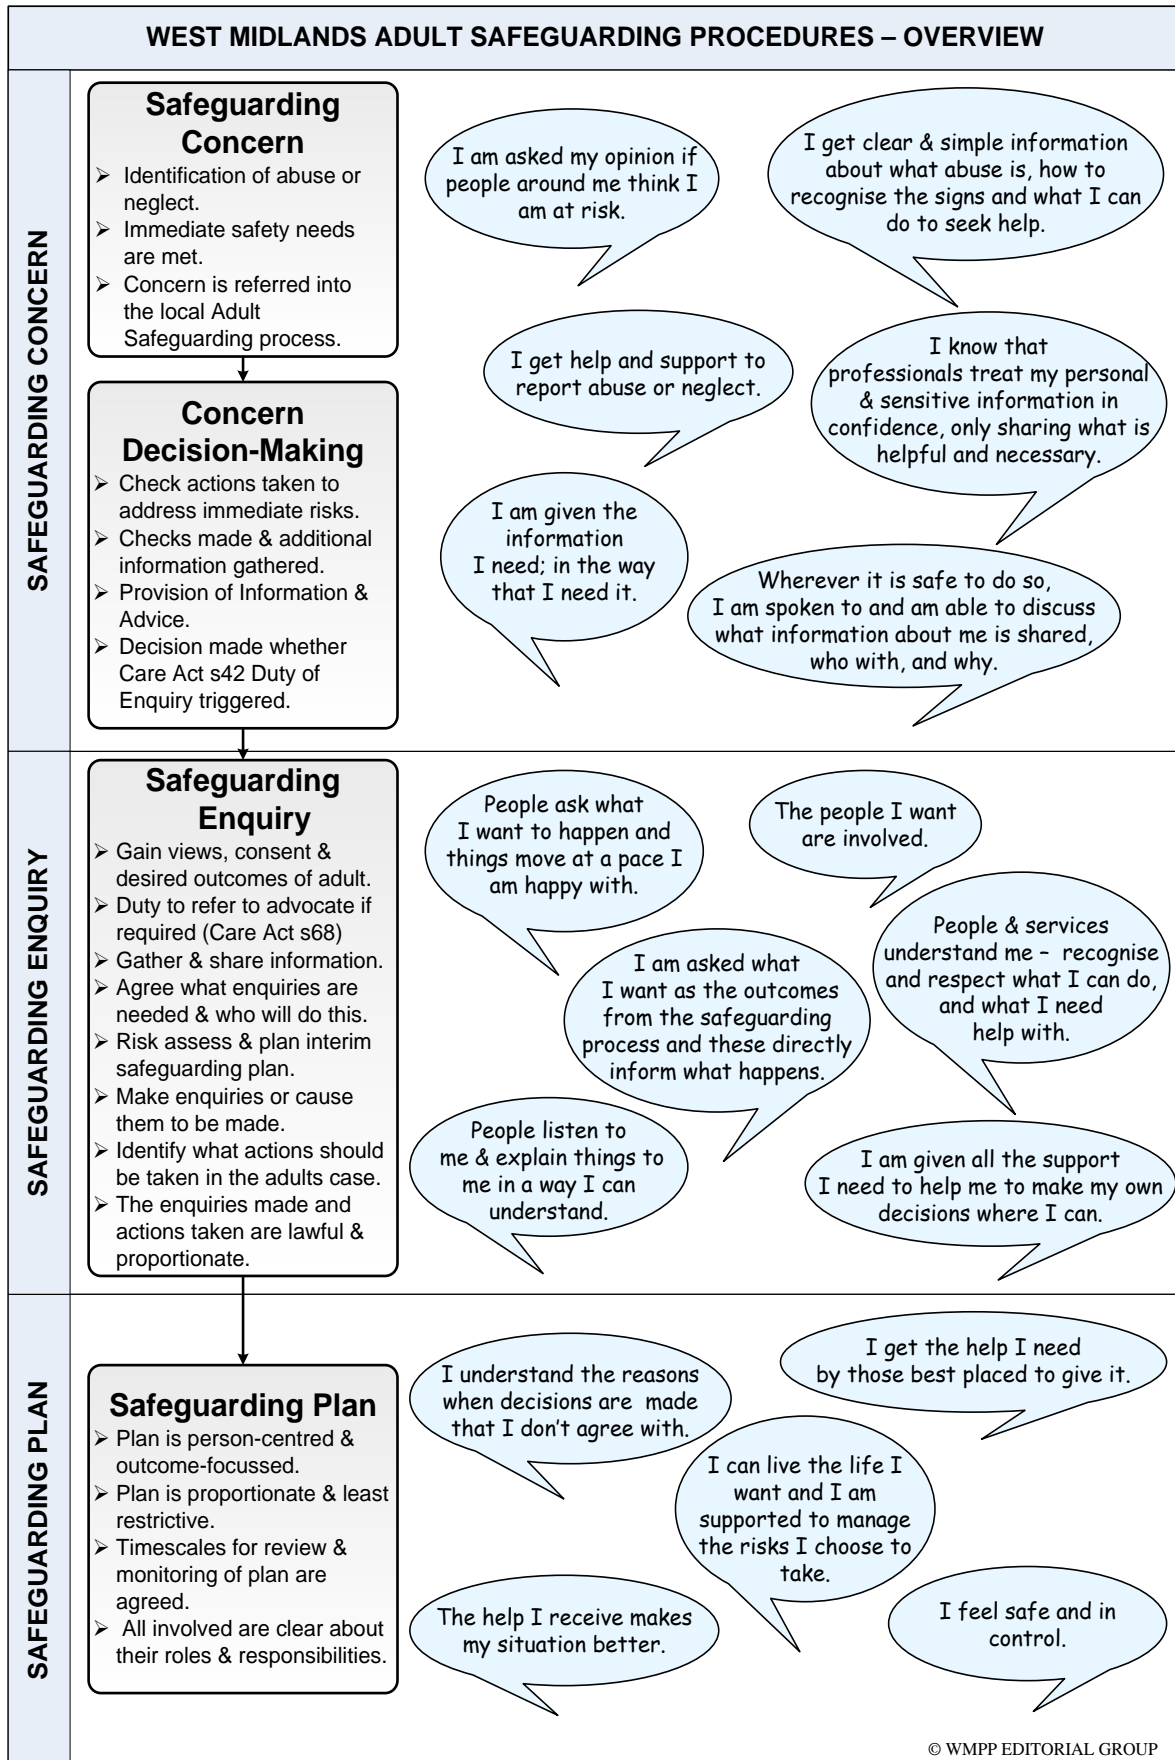 WEST MIDLANDS ADULT SAFEGUARDING PROCEDURES – OVERVIEW
SAFEGUARDING CONCERN
Safeguarding
Concern
➢ Identification of abuse or
neglect.
➢ Immediate safety needs
are met.
➢ Concern is referred into
the local Adult
Safeguarding process.
Concern
Decision-Making
➢ Check actions taken to
address immediate risks.
➢ Checks made & additional
information gathered.
➢ Provision of Information &
Advice.
➢ Decision made whether
Care Act s42 Duty of
Enquiry triggered.
I am asked my opinion if
people around me think I
am at risk.
I get clear & simple information
about what abuse is, how to
recognise the signs and what I can
do to seek help.
I get help and support to
report abuse or neglect.
I know that
professionals treat my personal
& sensitive information in
confidence, only sharing what is
helpful and necessary.
I am given the
information
I need; in the way
that I need it.
Wherever it is safe to do so,
I am spoken to and am able to discuss
what information about me is shared,
who with, and why.
SAFEGUARDING ENQUIRY
Safeguarding
Enquiry
➢ Gain views, consent &
desired outcomes of adult.
➢ Duty to refer to advocate if
required (Care Act s68)
➢ Gather & share information.
➢ Agree what enquiries are
needed & who will do this.
➢ Risk assess & plan interim
safeguarding plan.
➢ Make enquiries or cause
them to be made.
➢ Identify what actions should
be taken in the adults case.
➢ The enquiries made and
actions taken are lawful &
proportionate.
People ask what
I want to happen and
things move at a pace I
am happy with.
The people I want
are involved.
People & services
understand me – recognise
and respect what I can do,
and what I need
help with.
I am asked what
I want as the outcomes
from the safeguarding
process and these directly
inform what happens.
People listen to
me & explain things to
me in a way I can
understand.
I am given all the support
I need to help me to make my own
decisions where I can.
SAFEGUARDING PLAN
Safeguarding Plan
➢ Plan is person-centred &
outcome-focussed.
➢ Plan is proportionate & least
restrictive.
➢ Timescales for review &
monitoring of plan are
agreed.
➢ All involved are clear about
their roles & responsibilities.
I understand the reasons
when decisions are made
that I don't agree with.
I get the help I need
by those best placed to give it.
I can live the life I
want and I am
supported to manage
the risks I choose to
take.
The help I receive makes
my situation better.
I feel safe and in
control.
© WMPP EDITORIAL GROUP